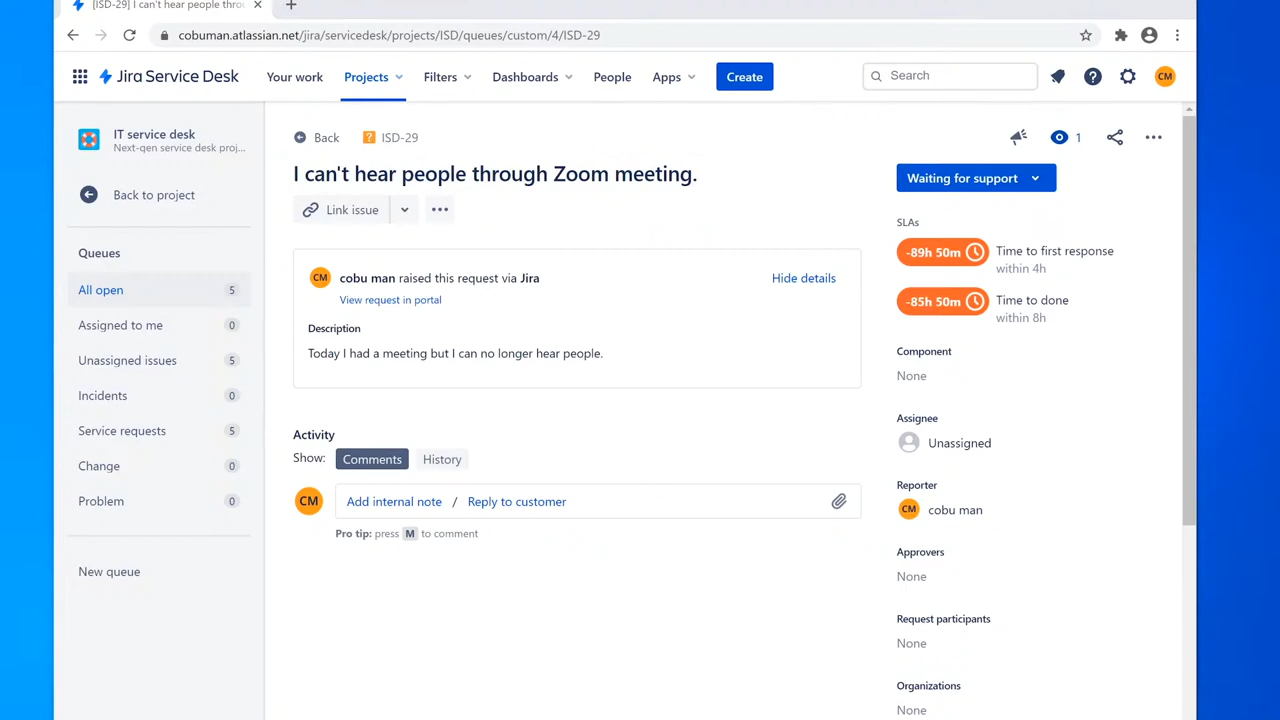 [ISD-29] I can't hear people throu
cobuman.atlassian.net/jira/servicedesk/projects/ISD/queues/custom/4/ISD-29
Jira Service Desk
Your work
Projects
Filters
Dashboards
People
Apps
Create
Search
CM
IT service desk
Next-gen service desk proj...
Back to project
Queues
All open 5
Assigned to me 0
Unassigned issues 5
Incidents 0
Service requests 5
Change 0
Problem 0
New queue
Back
ISD-29
1
I can't hear people through Zoom meeting.
Link issue
CM
cobu man raised this request via Jira
Hide details
View request in portal
Description
Today I had a meeting but I can no longer hear people.
Activity
Show:
Comments
History
CM
Add internal note / Reply to customer
Pro tip: press M to comment
Waiting for support
SLAs
-89h 50m
Time to first response
within 4h
-85h 50m
Time to done
within 8h
Component
None
Assignee
Unassigned
Reporter
CM
cobu man
Approvers
None
Request participants
None
Organizations
None